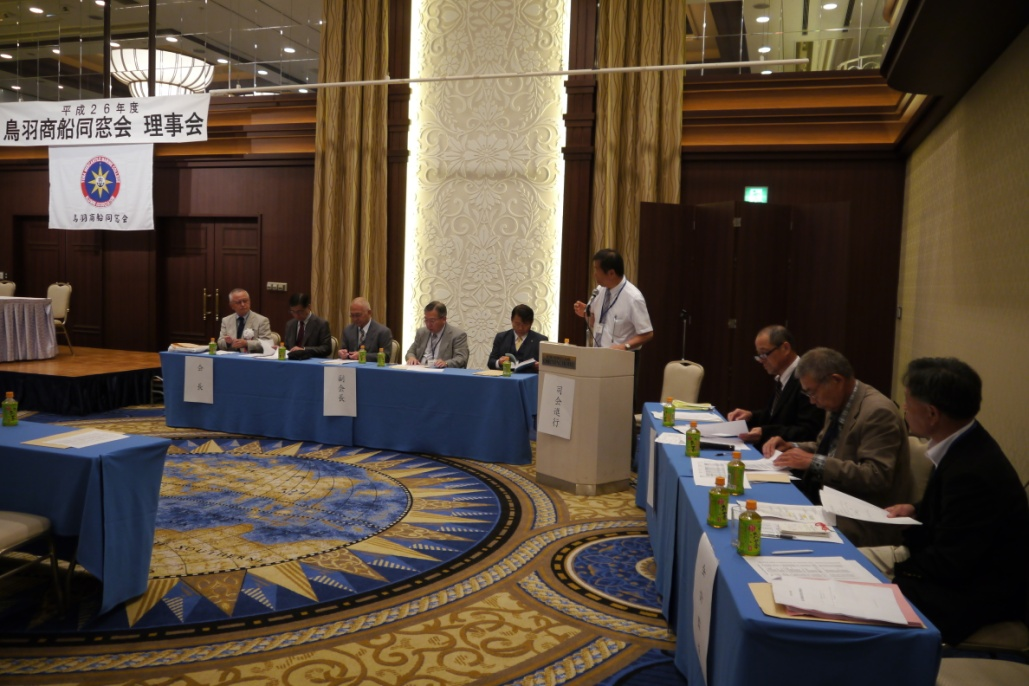 平成26年度
鳥羽商船同窓会 理事会
鳥羽商船同窓会
会長
副会長
司会進行